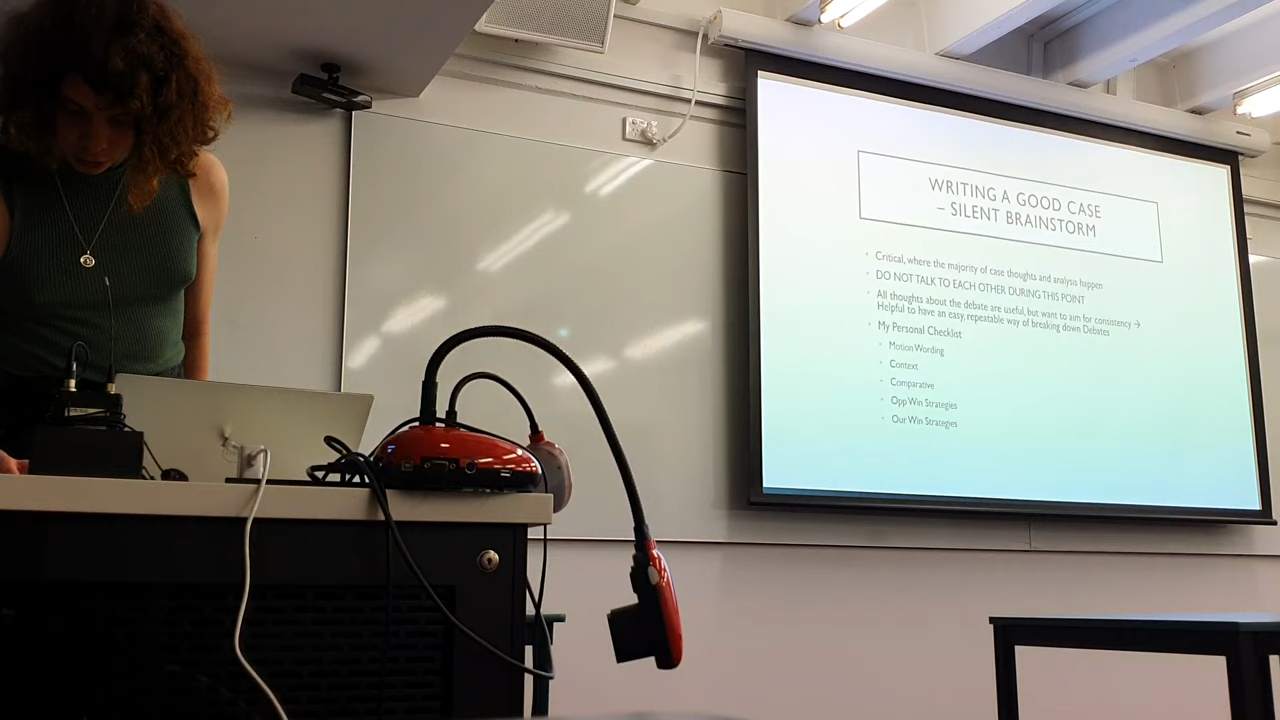 WRITING A GOOD CASE
– SILENT BRAINSTORM
• Critical, where the majority of case thoughts and analysis happen
• DO NOT TALK TO EACH OTHER DURING THIS POINT
• All thoughts about the debate are useful, but want to aim for consistency →
Helpful to have an easy, repeatable way of breaking down Debates
• My Personal Checklist
• Motion Wording
• Context
• Comparative
• Opp Win Strategies
• Our Win Strategies